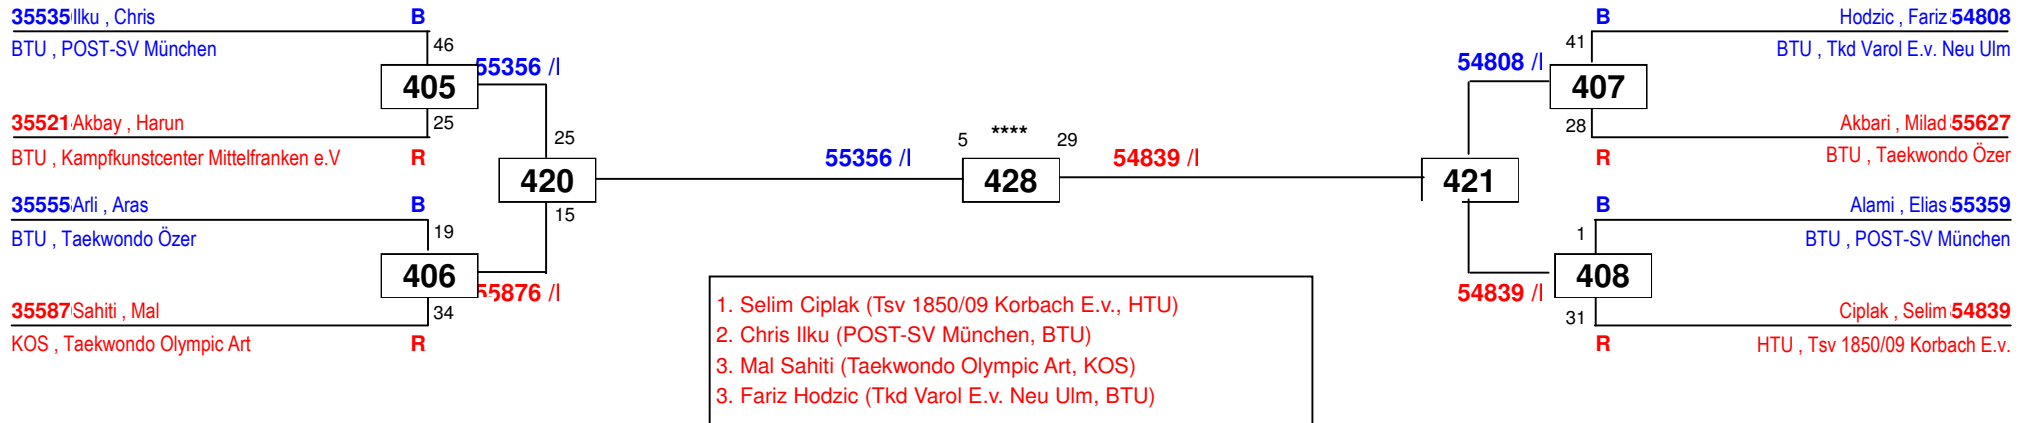 35535 Ilku , Chris B
BTU , POST-SV München
46
405
55356 /I
35521 Akbay , Harun
25
BTU , Kampfkunstcenter Mittelfranken e.V R
25
420
15
35555 Arli , Aras B
BTU , Taekwondo Özer
19
406
55876 /I
35587 Sahiti , Mal
34
KOS , Taekwondo Olympic Art R
55356 /I
5 **** 29
428
54839 /I
B Hodzic , Fariz 54808
41
BTU , Tkd Varol E.v. Neu Ulm
54808 /I
407
Akbari , Milad 55627
28
R BTU , Taekwondo Özer
421
B Alami , Elias 55359
1
BTU , POST-SV München
408
54839 /I
Ciplak , Selim 54839
31
R HTU , Tsv 1850/09 Korbach E.v.
1. Selim Ciplak (Tsv 1850/09 Korbach E.v., HTU)
2. Chris Ilku (POST-SV München, BTU)
3. Mal Sahiti (Taekwondo Olympic Art, KOS)
3. Fariz Hodzic (Tkd Varol E.v. Neu Ulm, BTU)